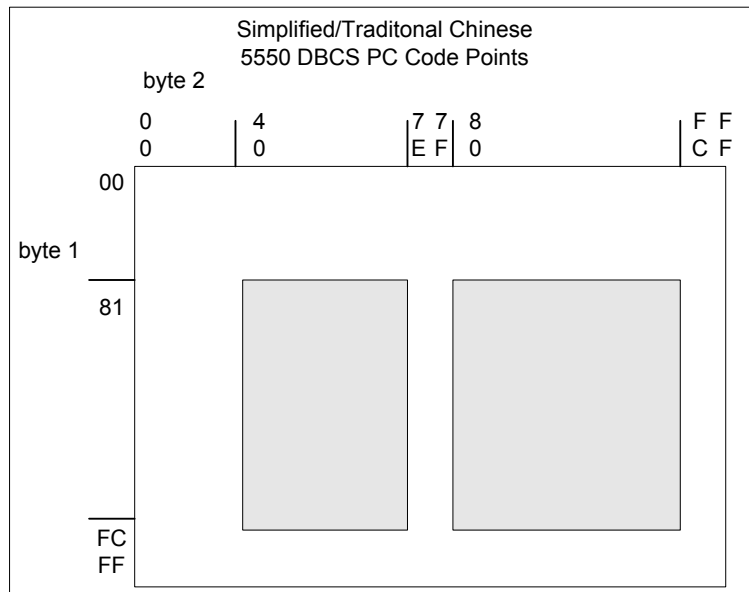 Simplified/Traditonal Chinese
5550 DBCS PC Code Points
byte 2
0 4 7 7 8 F F
0 0 E F 0 C F
00
byte 1
81
FC
FF